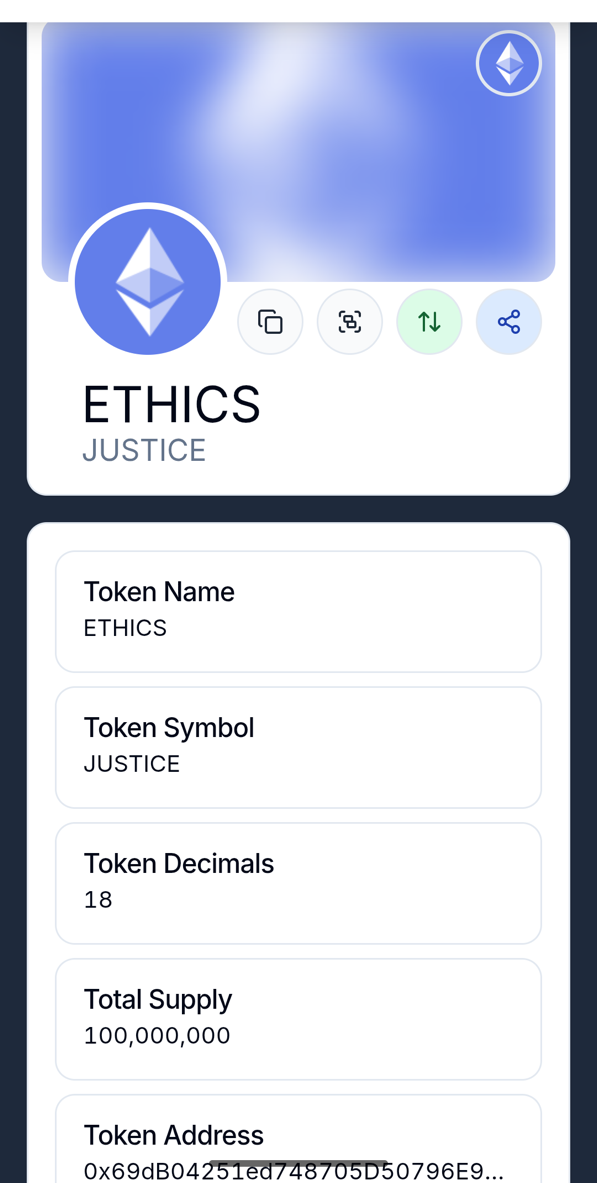 ETHICS
JUSTICE
Token Name
ETHICS
Token Symbol
JUSTICE
Token Decimals
18
Total Supply
100,000,000
Token Address
0x69dB04251ed748705D50796E9...